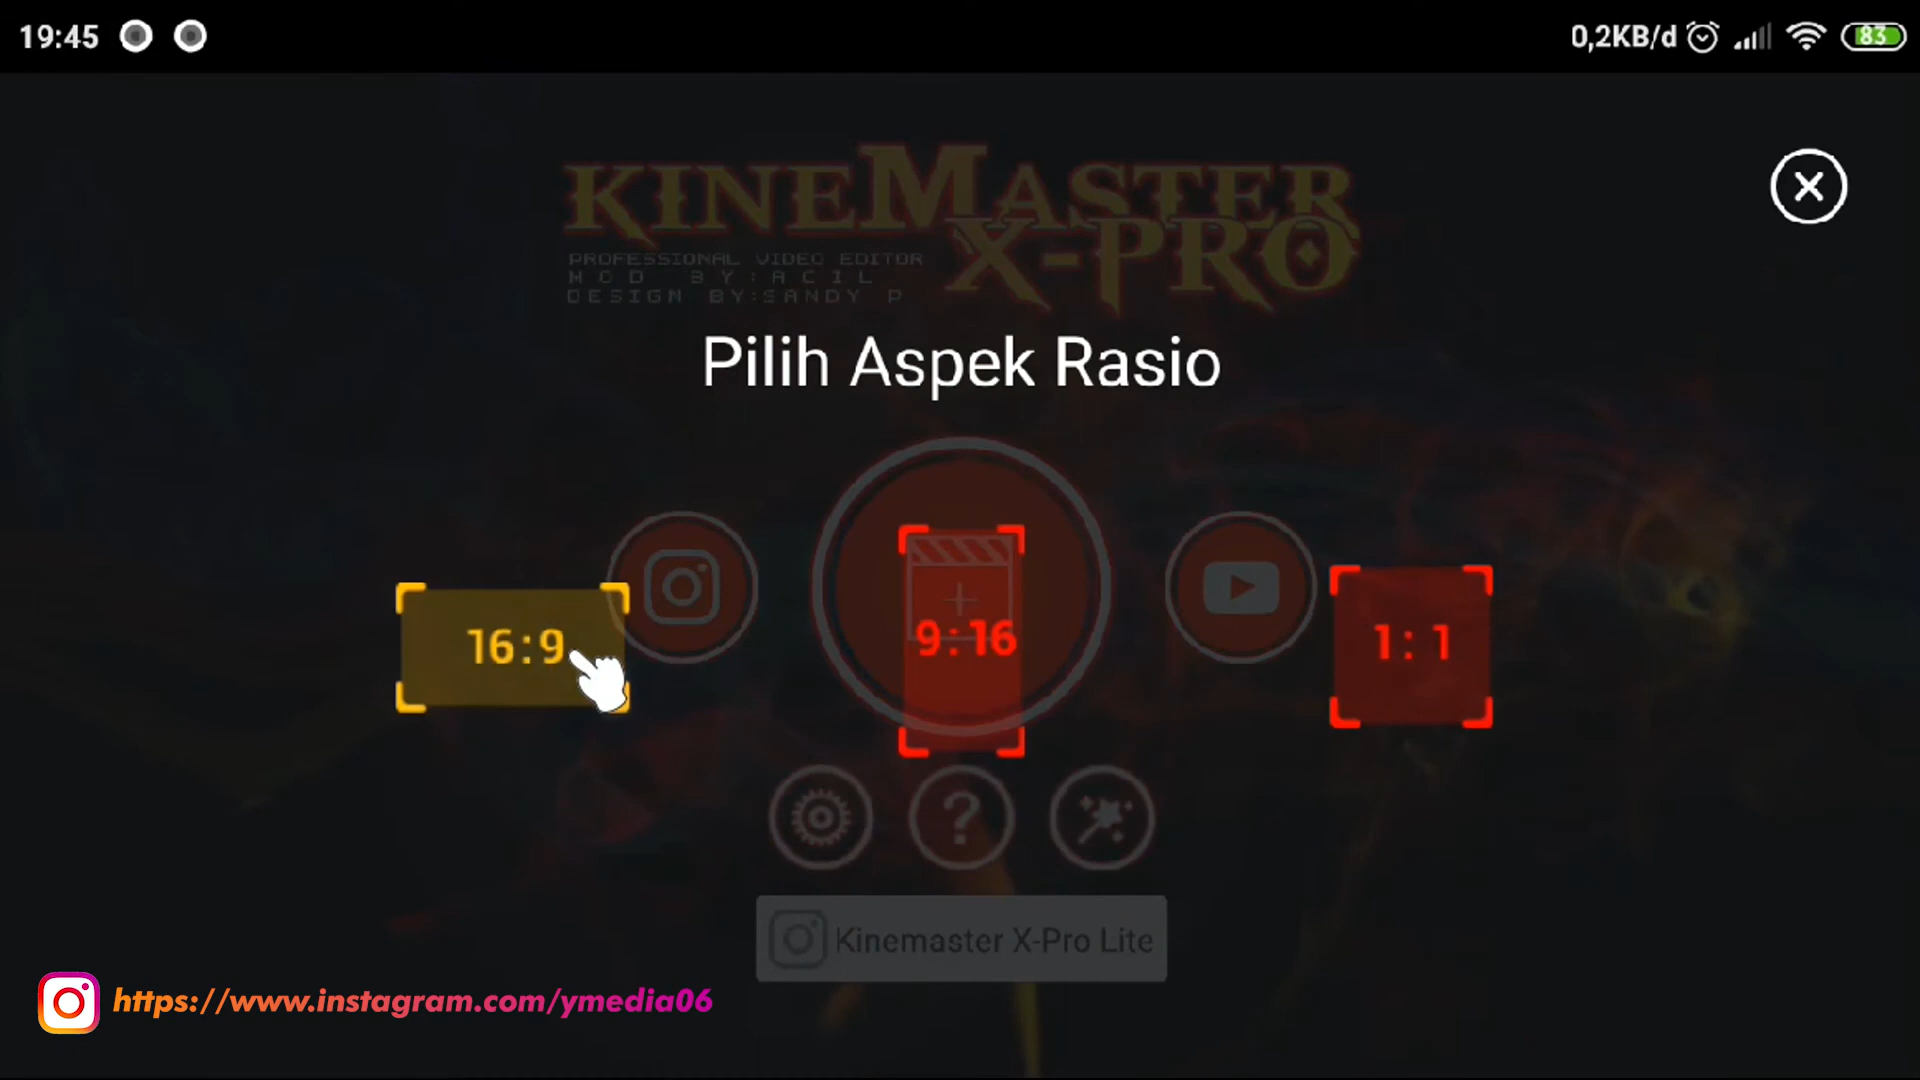 19:45
0,2KB/d
83
KINEMASTER
X-PRO
PROFESSIONAL VIDEO EDITOR
MOD BY:ACIL
DESIGN BY:SANDY P
Pilih Aspek Rasio
16:9
9:16
1:1
?
Kinemaster X-Pro Lite
https://www.instagram.com/ymedia06